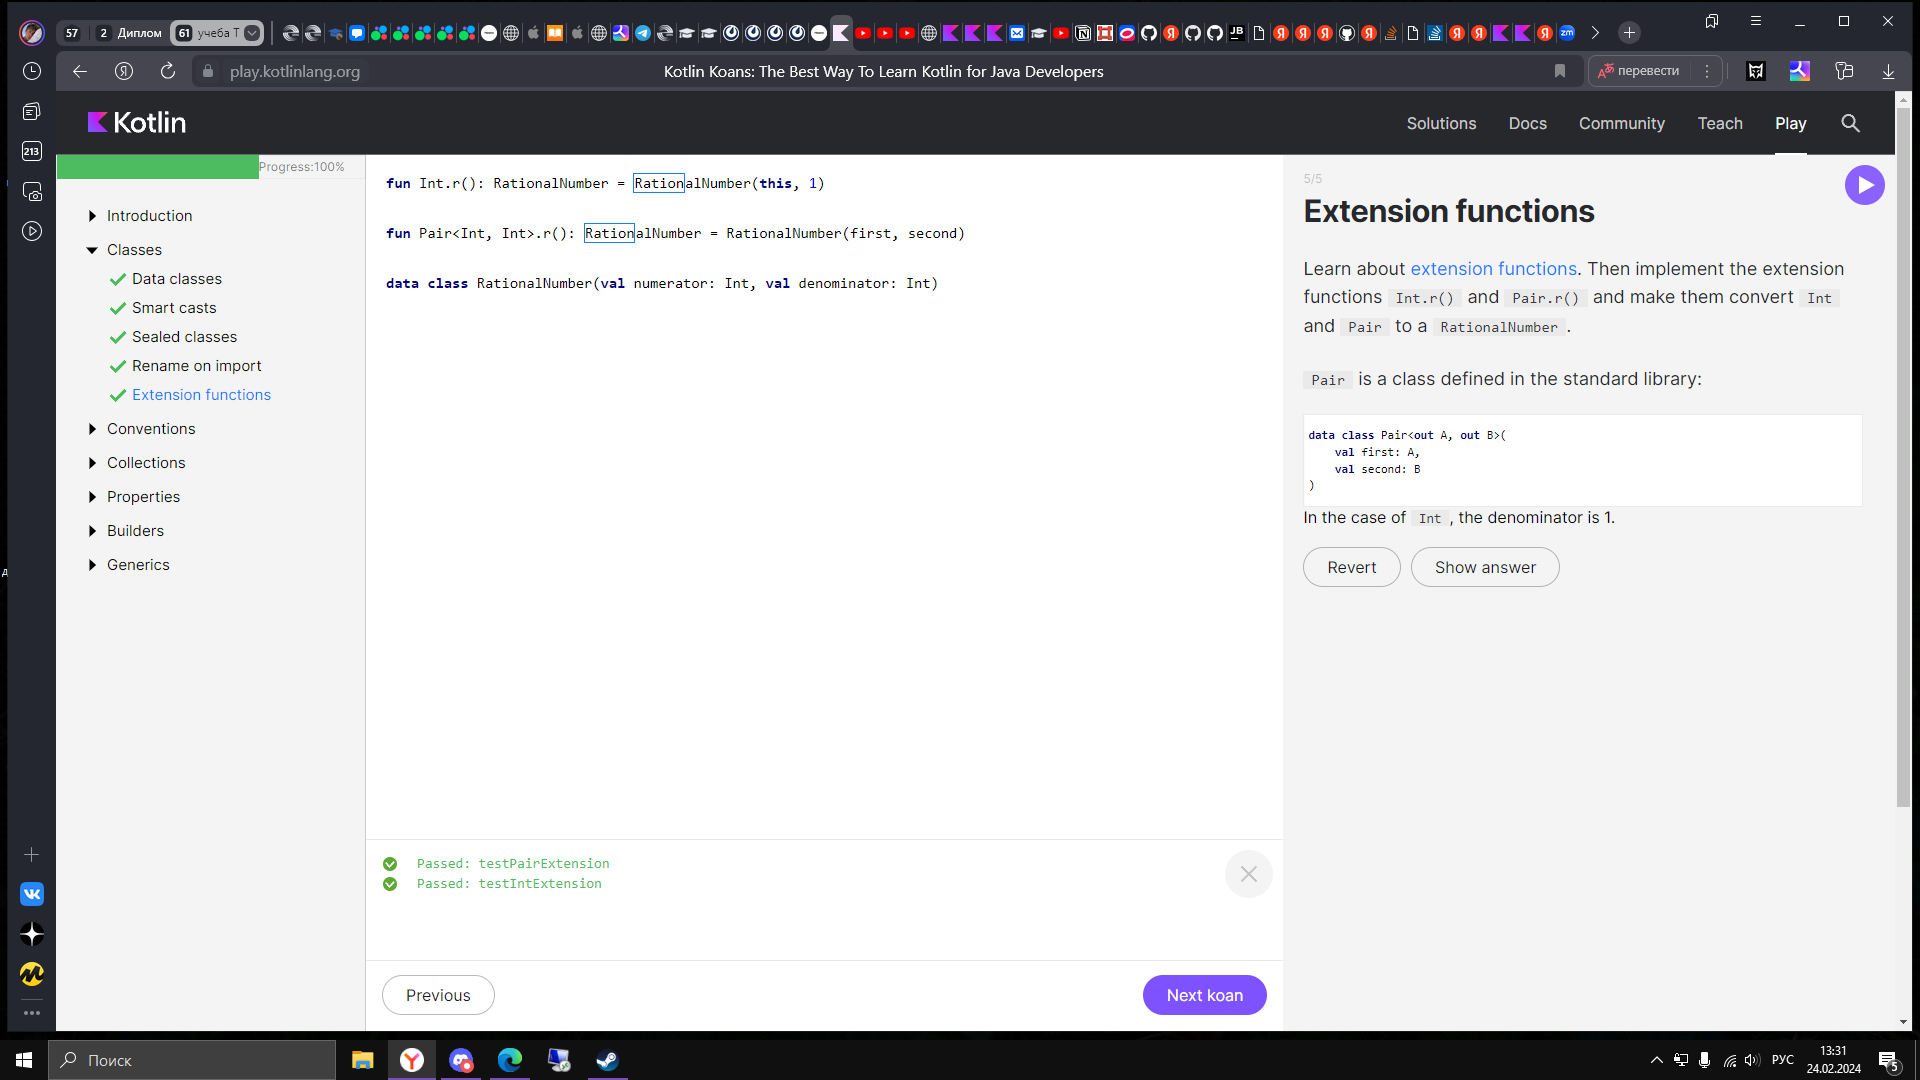 57
2 Диплом
61 учеба Т
JB
zm
play.kotlinlang.org
Kotlin Koans: The Best Way To Learn Kotlin for Java Developers
перевести
213
Kotlin
Solutions
Docs
Community
Teach
Play
Progress:100%
Introduction
Classes
Data classes
Smart casts
Sealed classes
Rename on import
Extension functions
Conventions
Collections
Properties
Builders
Generics
fun Int.r(): RationalNumber = RationalNumber(this, 1)
fun Pair<Int, Int>.r(): RationalNumber = RationalNumber(first, second)
data class RationalNumber(val numerator: Int, val denominator: Int)
Passed: testPairExtension
Passed: testIntExtension
Previous
Next koan
5/5
Extension functions
Learn about extension functions. Then implement the extension
functions Int.r() and Pair.r() and make them convert Int
and Pair to a RationalNumber .
Pair is a class defined in the standard library:
data class Pair<out A, out B>(
val first: A,
val second: B
)
In the case of Int , the denominator is 1.
Revert
Show answer
Поиск
РУС
13:31
24.02.2024
5